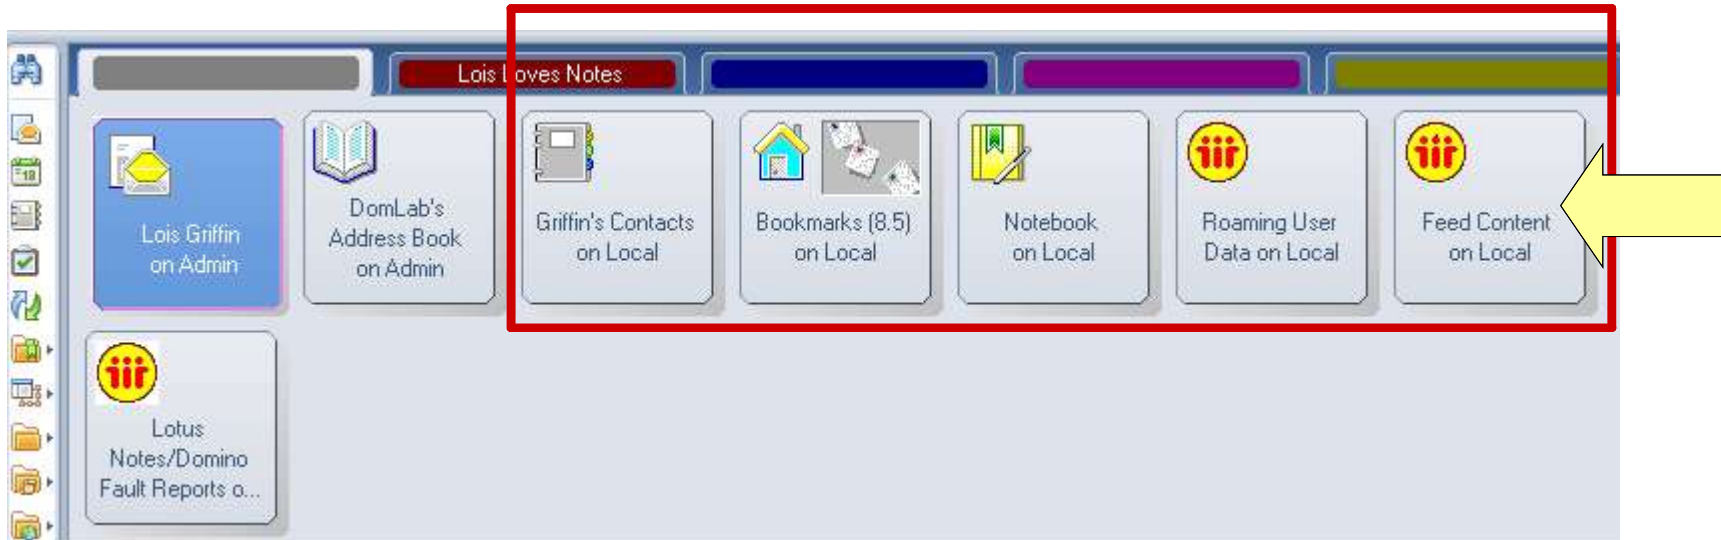 Lois Loves Notes
Lois Griffin
on Admin
DomLab's
Address Book
on Admin
Griffin's Contacts
on Local
Bookmarks (8.5)
on Local
Notebook
on Local
Roaming User
Data on Local
Feed Content
on Local
Lotus
Notes/Domino
Fault Reports o...